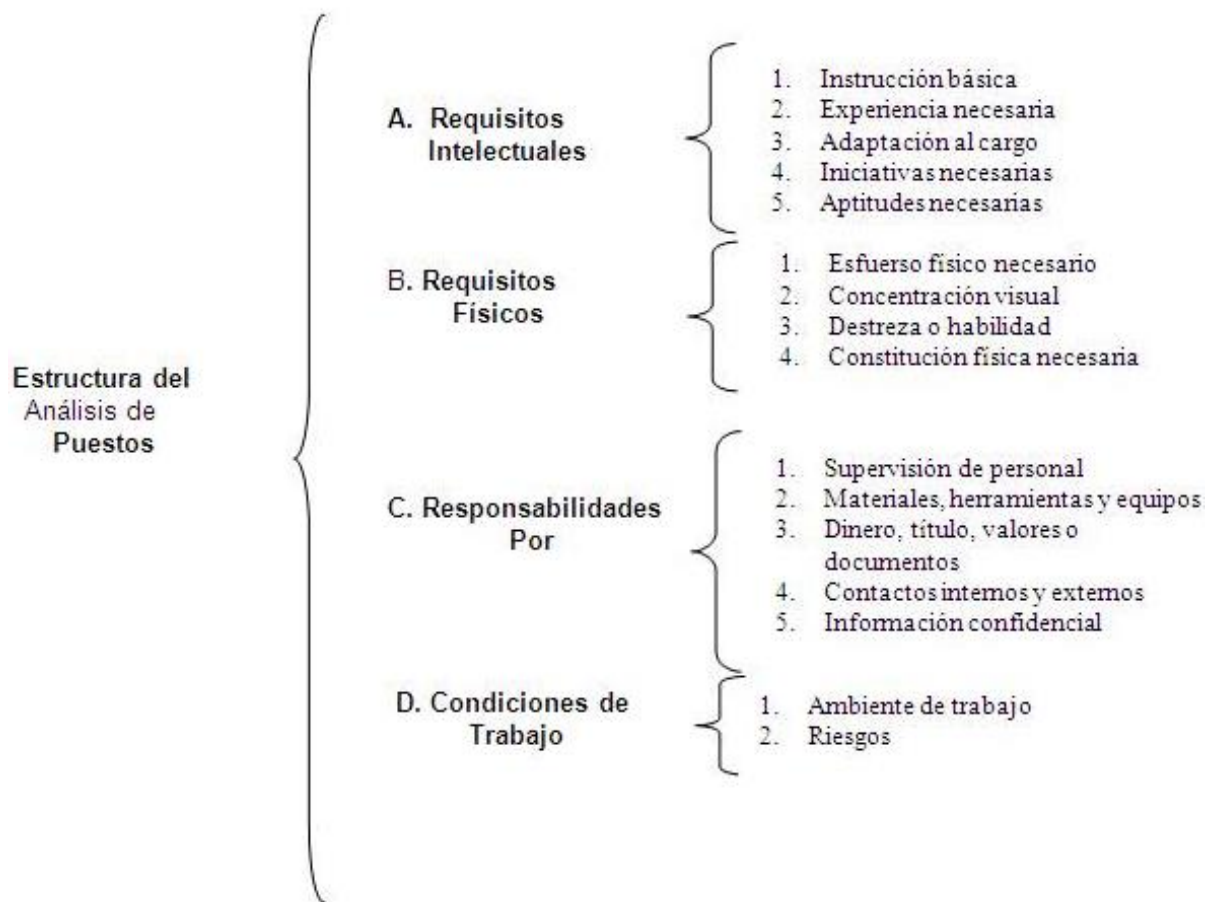 Estructura del
Análisis de
Puestos
A. Requisitos
Intelectuales
1. Instrucción básica
2. Experiencia necesaria
3. Adaptación al cargo
4. Iniciativas necesarias
5. Aptitudes necesarias
B. Requisitos
Físicos
1. Esfuerso físico necesario
2. Concentración visual
3. Destreza o habilidad
4. Constitución física necesaria
C. Responsabilidades
Por
1. Supervisión de personal
2. Materiales, herramientas y equipos
3. Dinero, título, valores o
documentos
4. Contactos internos y externos
5. Información confidencial
D. Condiciones de
Trabajo
1. Ambiente de trabajo
2. Riesgos